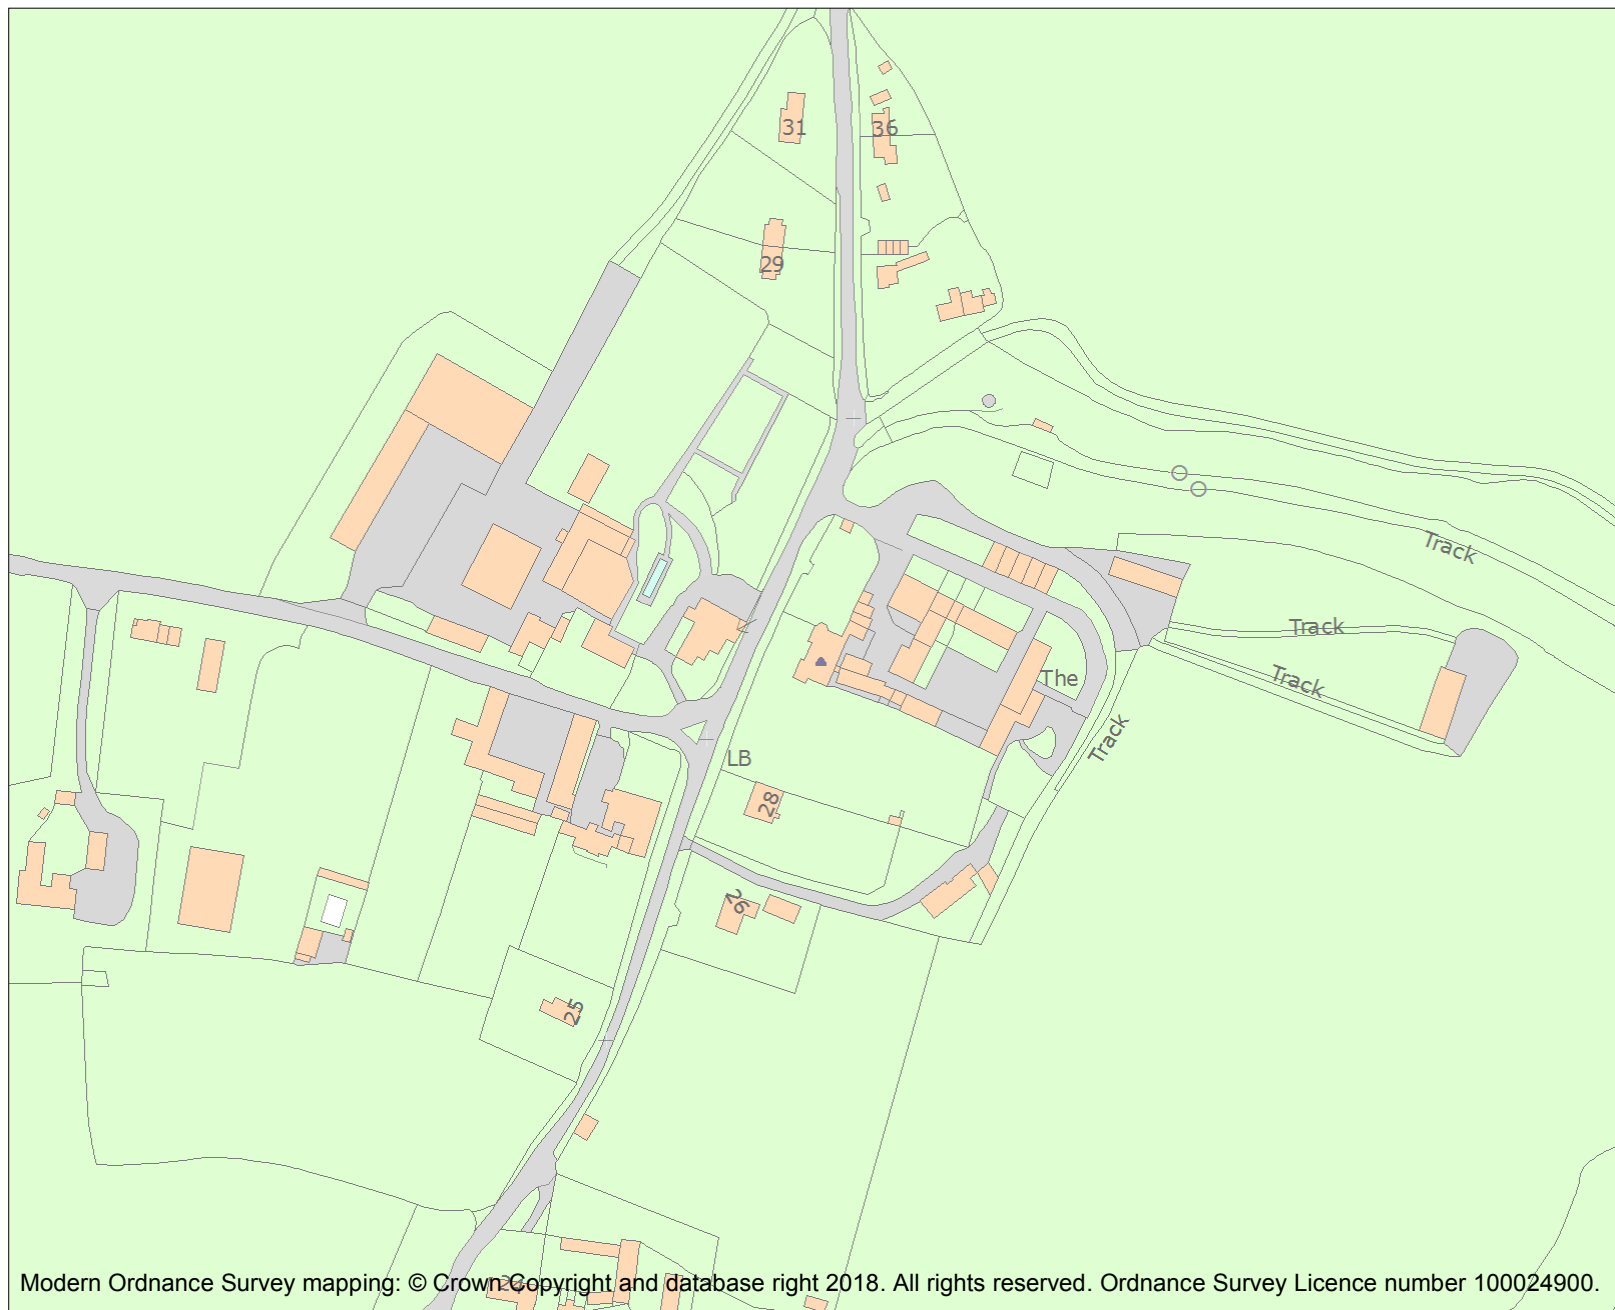 31
36
29
Track
Track
The
Track
Track
LB
28
26
25
24
Modern Ordnance Survey mapping: © Crown Copyright and database right 2018. All rights reserved. Ordnance Survey Licence number 100024900.